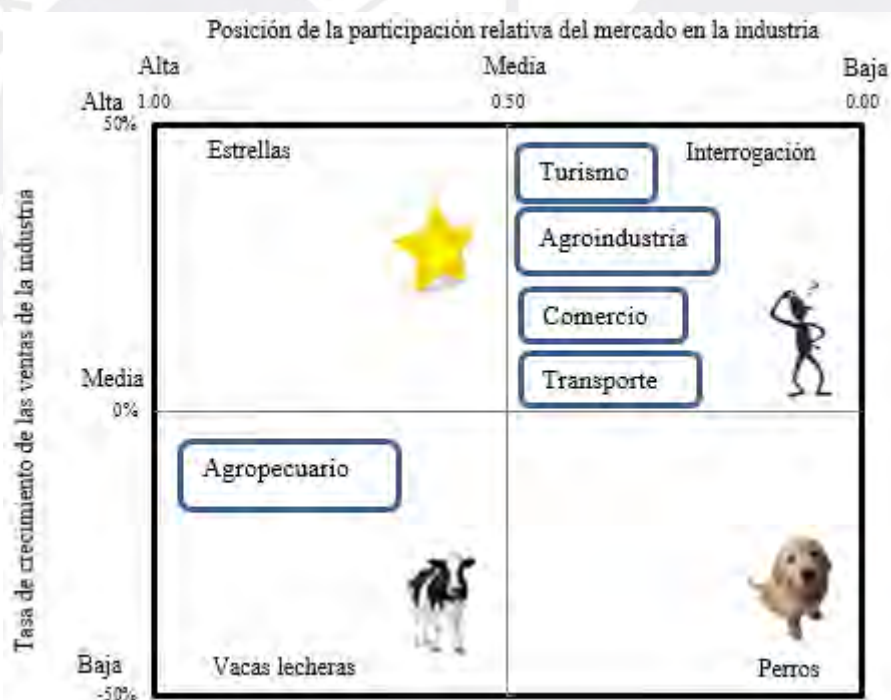 Posición de la participación relativa del mercado en la industria
Alta Media Baja
Alta 1.00 0.50 0.00
50%
Estrellas Interrogación
Turismo
Agroindustria
Comercio
Transporte
Media
0%
Agropecuario
Tasa de crecimiento de las ventas de la industria
Baja Vacas lecheras Perros
-50%